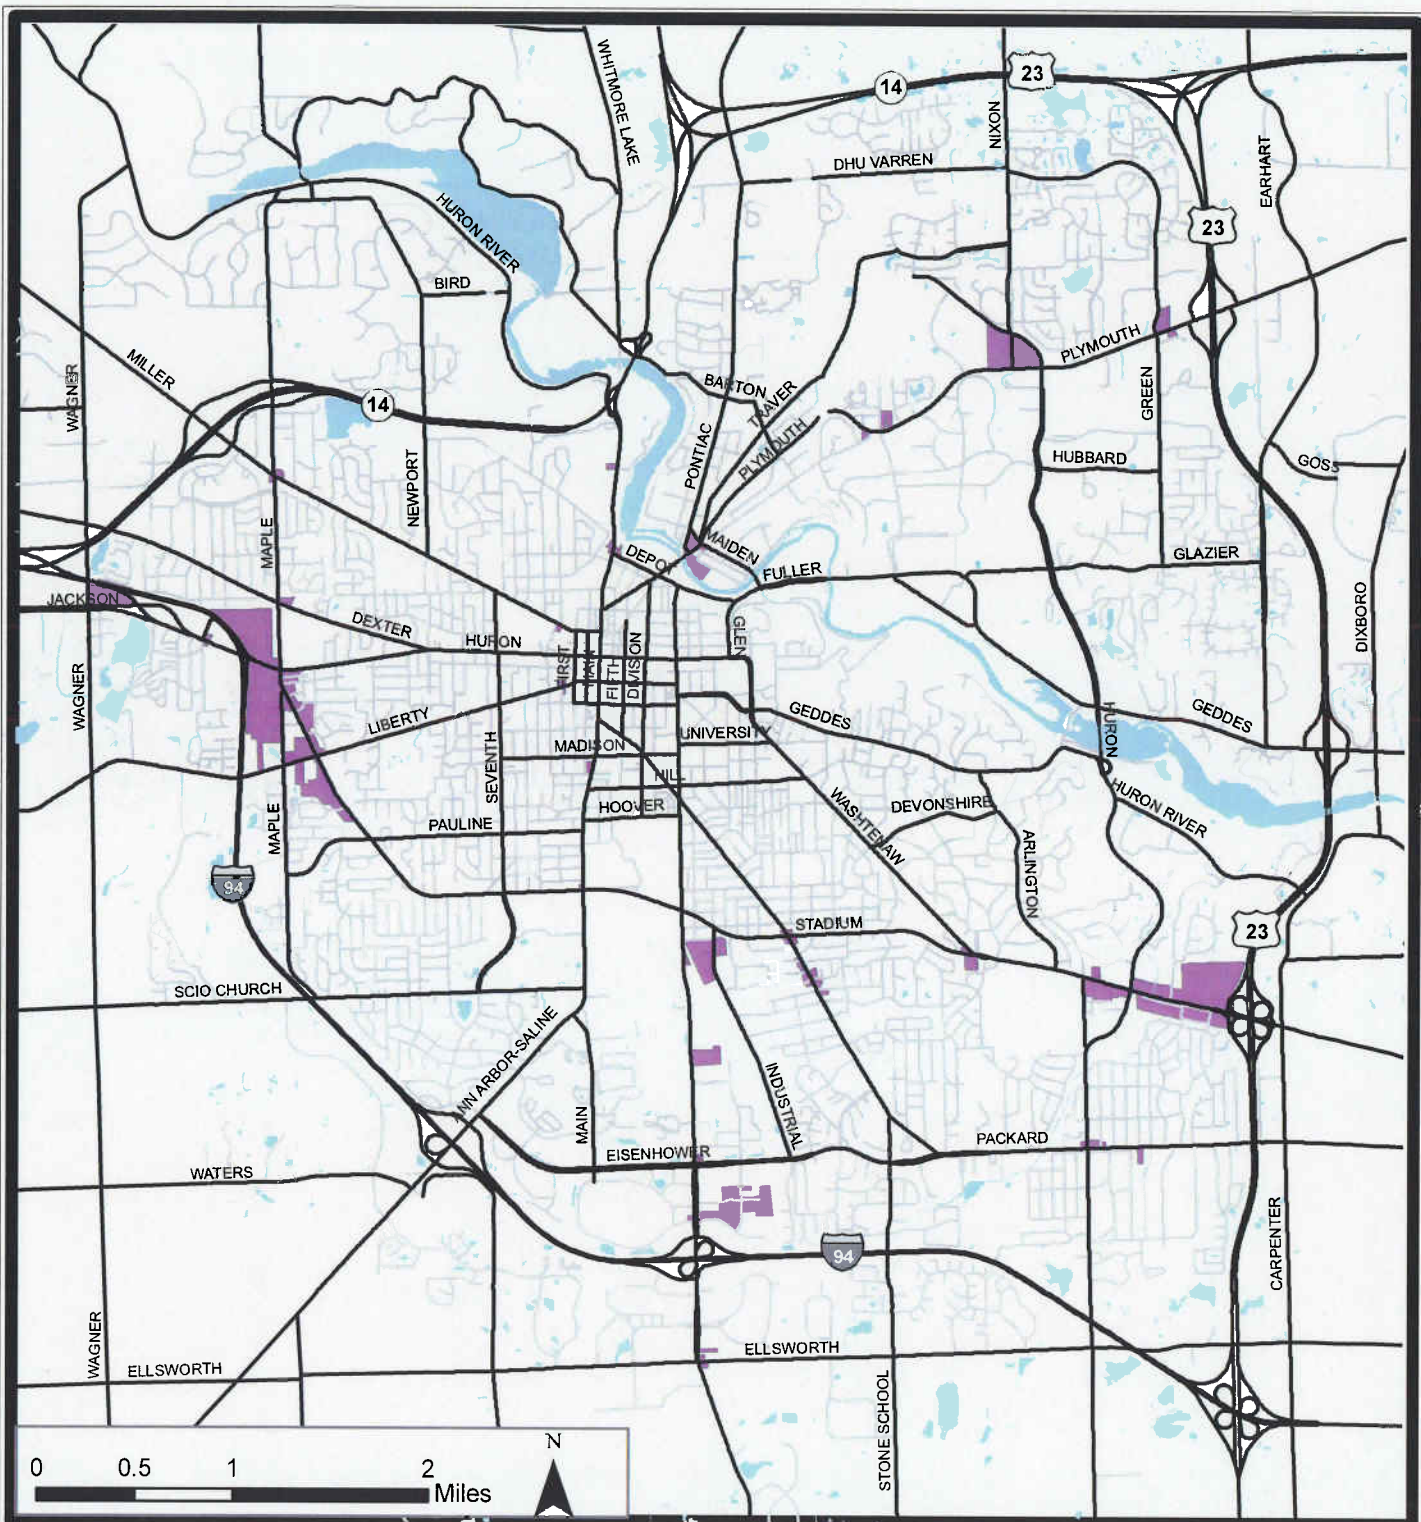 WHITMORE LAKE
14
23
NIXON
DHU VARREN
EARHART
HURON RIVER
23
BIRD
MILLER
WAGNER
PLYMOUTH
BARTON
TRAVER
14
GREEN
PLYMOUTH
PONTIAC
NEWPORT
HUBBARD
GOSS
MAPLE
MAIDEN
DEPOT
FULLER
GLAZIER
JACKSON
DEXTER
HURON
GLEN
DIXBORO
FIRST
MAIN
FIFTH
DIVISION
WAGNER
LIBERTY
GEDDES
GEDDES
UNIVERSITY
HURON
MADISON
SEVENTH
HILL
HOOVER
WASHTENAW
DEVONSHIRE
HURON RIVER
MAPLE
PAULINE
ARLINGTON
94
STADIUM
23
SCIO CHURCH
NN ARBOR-SALINE
INDUSTRIAL
MAIN
EISENHOWER
PACKARD
WATERS
94
CARPENTER
WAGNER
ELLSWORTH
ELLSWORTH
STONE SCHOOL
N
0 0.5 1 2
Miles